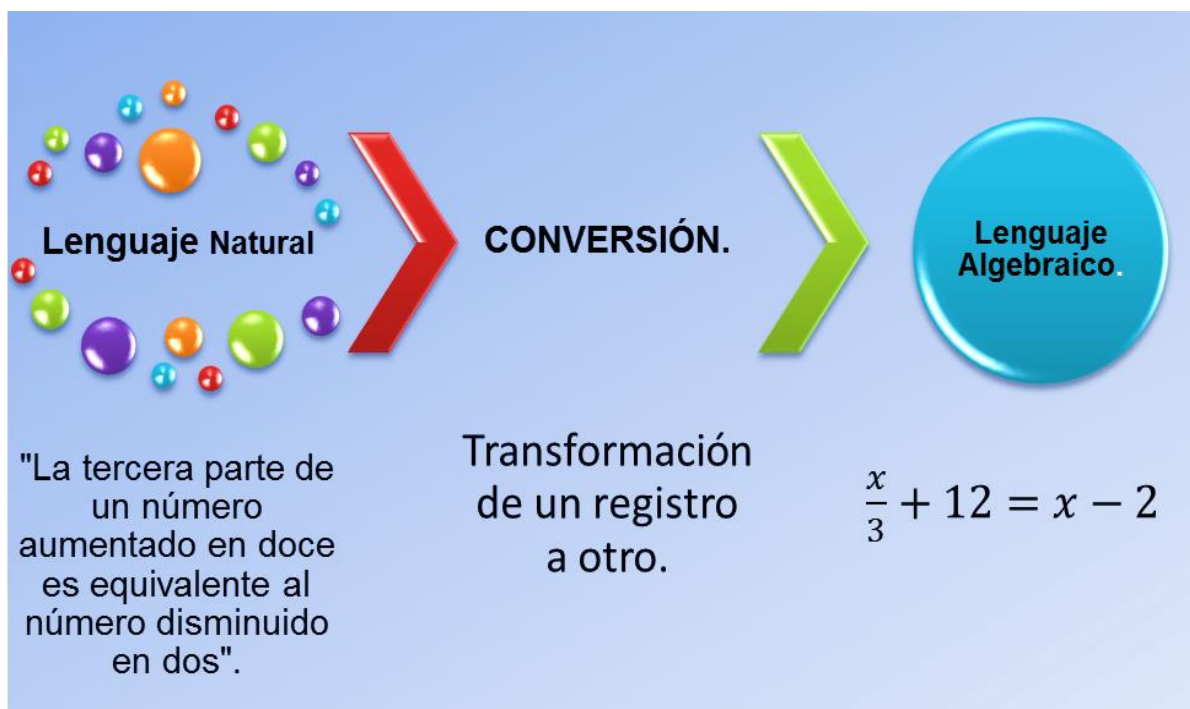 Lenguaje Natural
CONVERSIÓN.
Lenguaje
Algebraico.
"La tercera parte de
un número
aumentado en doce
es equivalente al
número disminuido
en dos".
Transformación
de un registro
a otro.
x/3 + 12 = x − 2